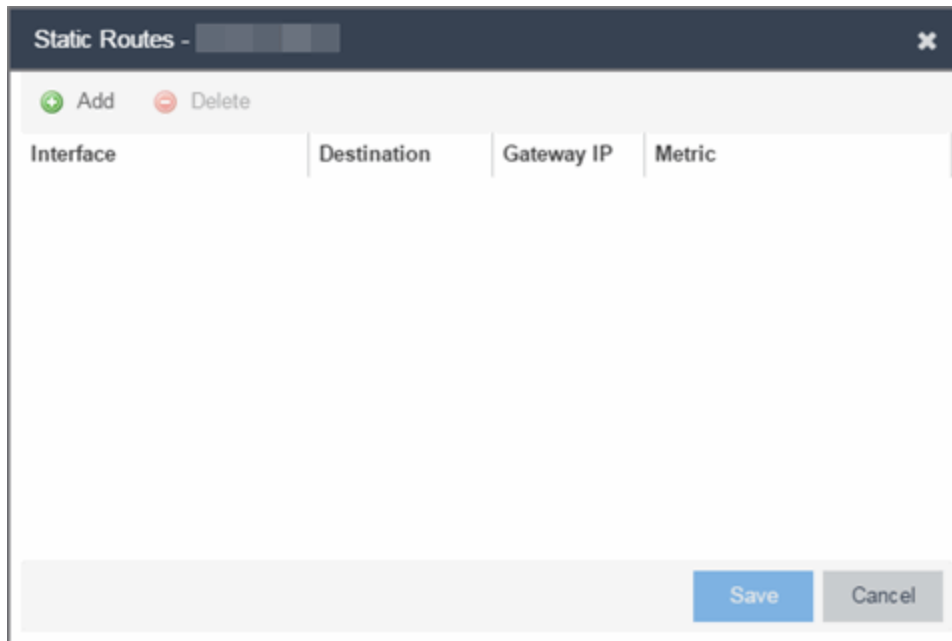 Static Routes -
Add Delete
Interface Destination Gateway IP Metric
Save Cancel